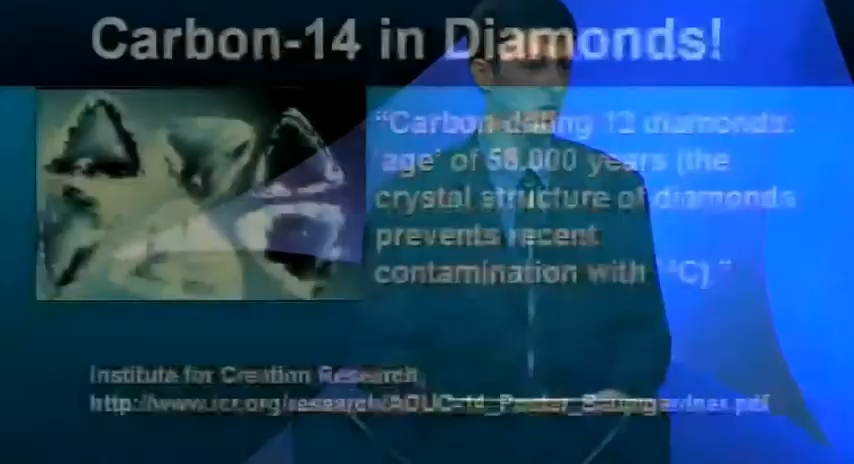 Carbon-14 in Diamonds!
"Carbon dating 12 diamonds:
'age' of 58,000 years (the
crystal structure of diamonds
prevents recent
contamination with ¹⁴C)."
Institute for Creation Research,